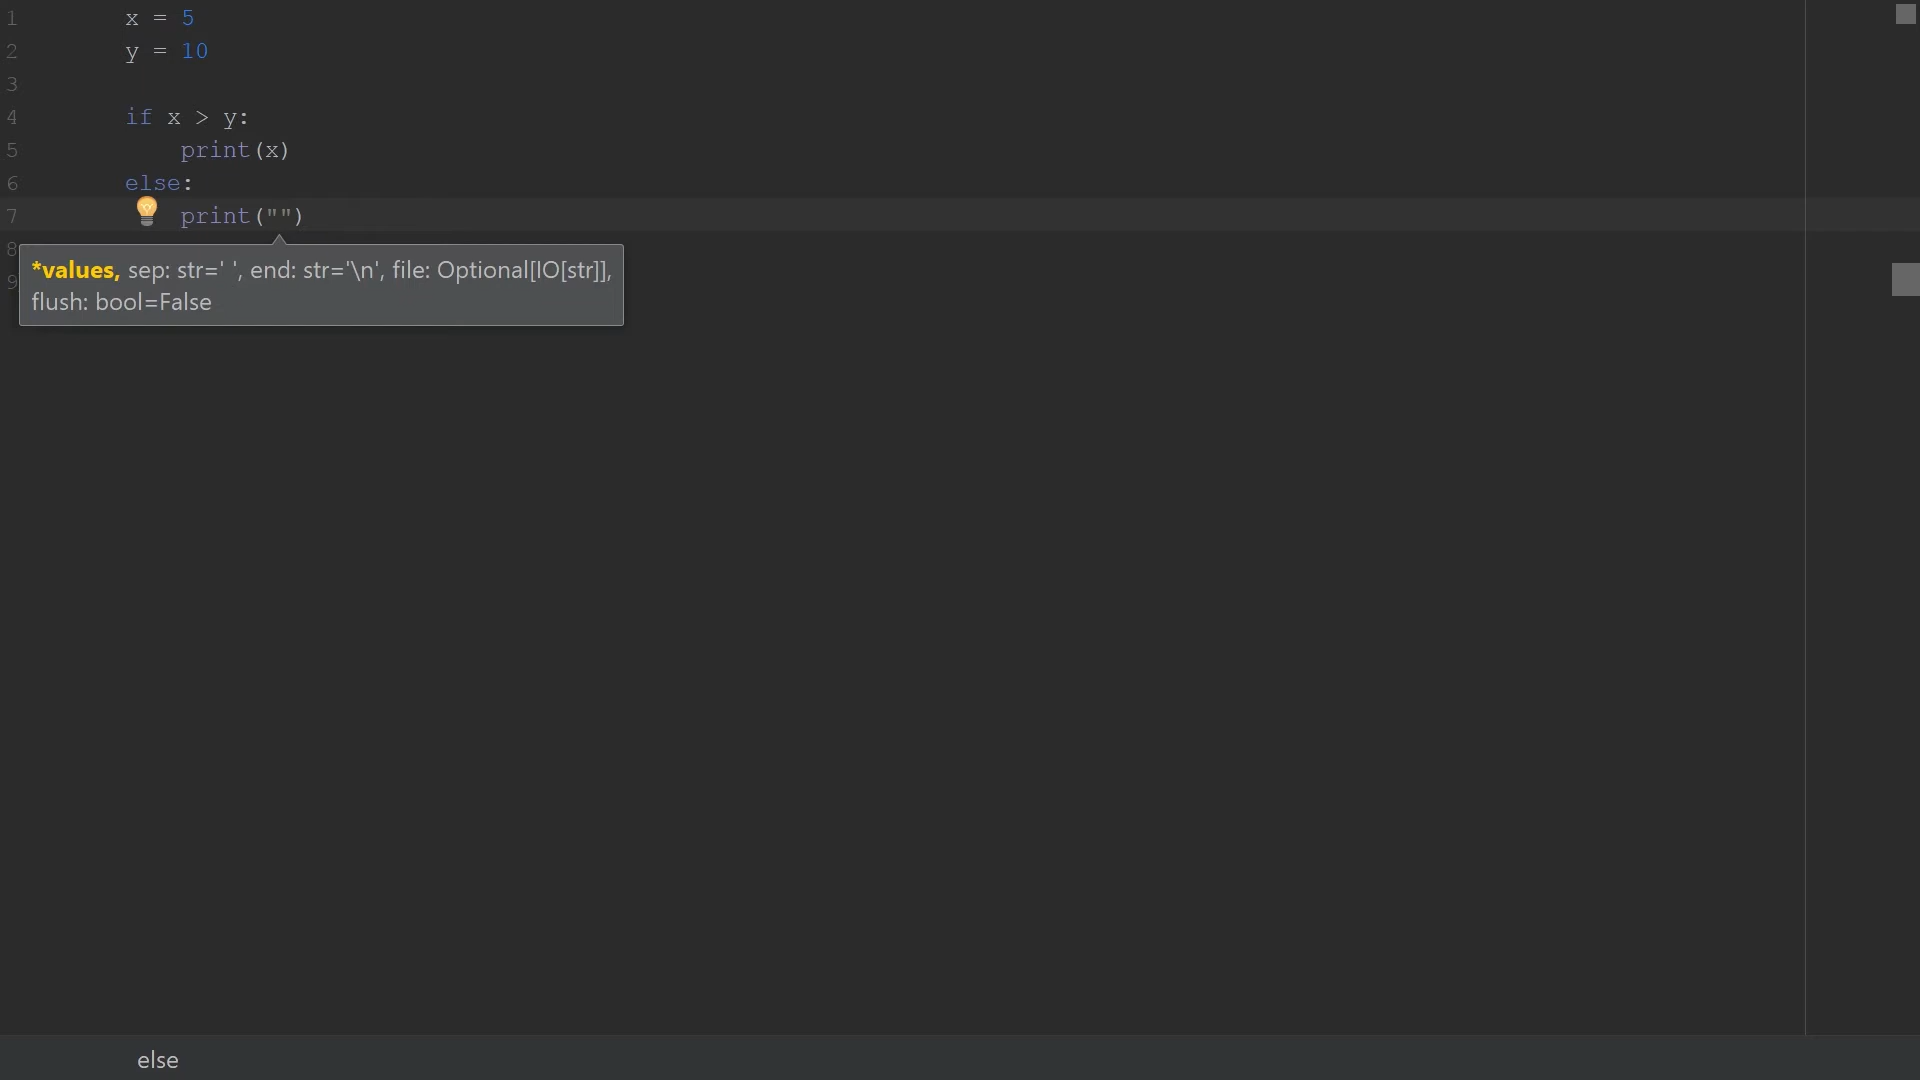 1 x = 5
2 y = 10
3
4 if x > y:
5 print(x)
6 else:
7 print("")
8
*values, sep: str=' ', end: str='\n', file: Optional[IO[str]],
9
flush: bool=False
else